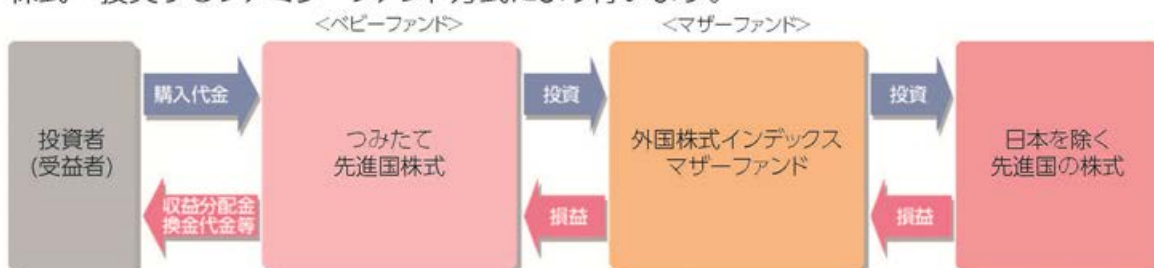 ＜ベビーファンド＞
＜マザーファンド＞
投資者
(受益者)
購入代金
収益分配金
換金代金等
つみたて
先進国株式
投資
損益
外国株式インデックス
マザーファンド
投資
損益
日本を除く
先進国の株式